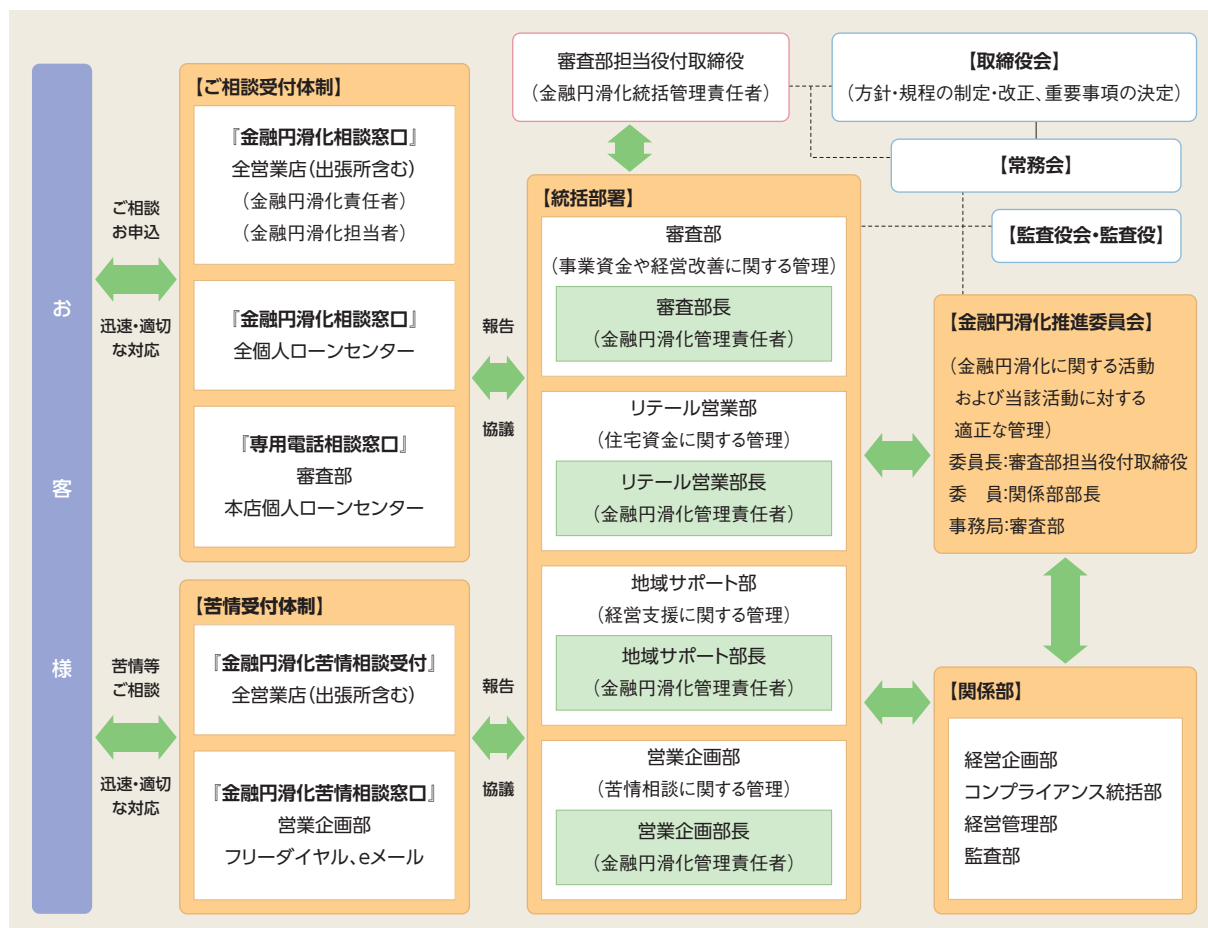 お客様
ご相談
お申込
迅速・適切
な対応
苦情等
ご相談
迅速・適切
な対応
【ご相談受付体制】
『金融円滑化相談窓口』
全営業店(出張所含む)
(金融円滑化責任者)
(金融円滑化担当者)
『金融円滑化相談窓口』
全個人ローンセンター
『専用電話相談窓口』
審査部
本店個人ローンセンター
【苦情受付体制】
『金融円滑化苦情相談受付』
全営業店(出張所含む)
『金融円滑化苦情相談窓口』
営業企画部
フリーダイヤル、eメール
報告
協議
報告
協議
審査部担当役付取締役
(金融円滑化統括管理責任者)
【統括部署】
審査部
(事業資金や経営改善に関する管理)
審査部長
(金融円滑化管理責任者)
リテール営業部
(住宅資金に関する管理)
リテール営業部長
(金融円滑化管理責任者)
地域サポート部
(経営支援に関する管理)
地域サポート部長
(金融円滑化管理責任者)
営業企画部
(苦情相談に関する管理)
営業企画部長
(金融円滑化管理責任者)
【取締役会】
(方針・規程の制定・改正、重要事項の決定)
【常務会】
【監査役会・監査役】
【金融円滑化推進委員会】
(金融円滑化に関する活動
および当該活動に対する
適正な管理)
委員長:審査部担当役付取締役
委　員:関係部部長
事務局:審査部
【関係部】
経営企画部
コンプライアンス統括部
経営管理部
監査部